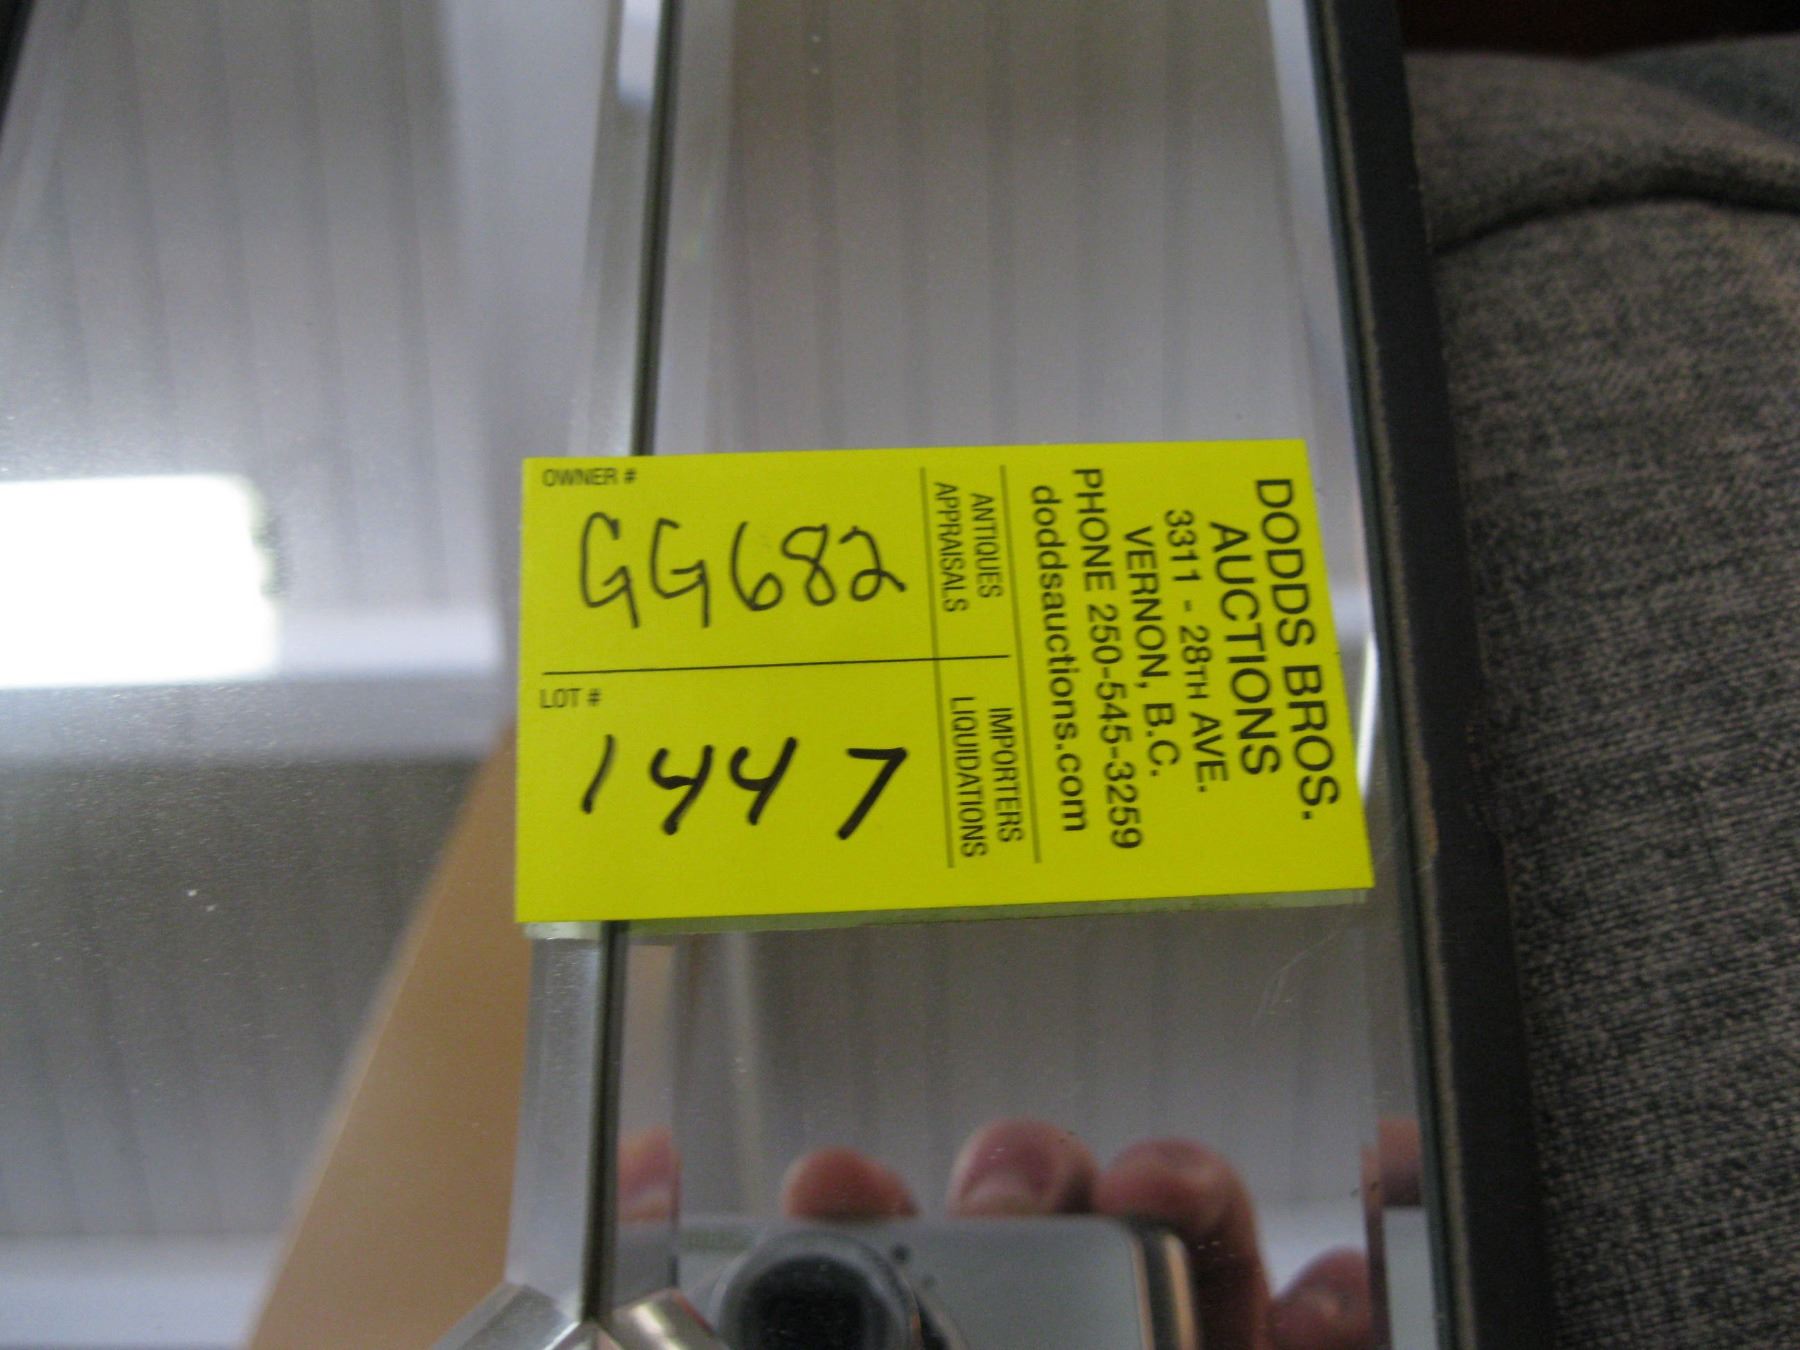 DODDS BROS.
AUCTIONS
3311 - 28TH AVE.
VERNON, B.C.
PHONE 250-545-3259
doddsauctions.com
ANTIQUES
APPRAISALS
IMPORTERS
LIQUIDATIONS
OWNER #
GG682
LOT #
1447